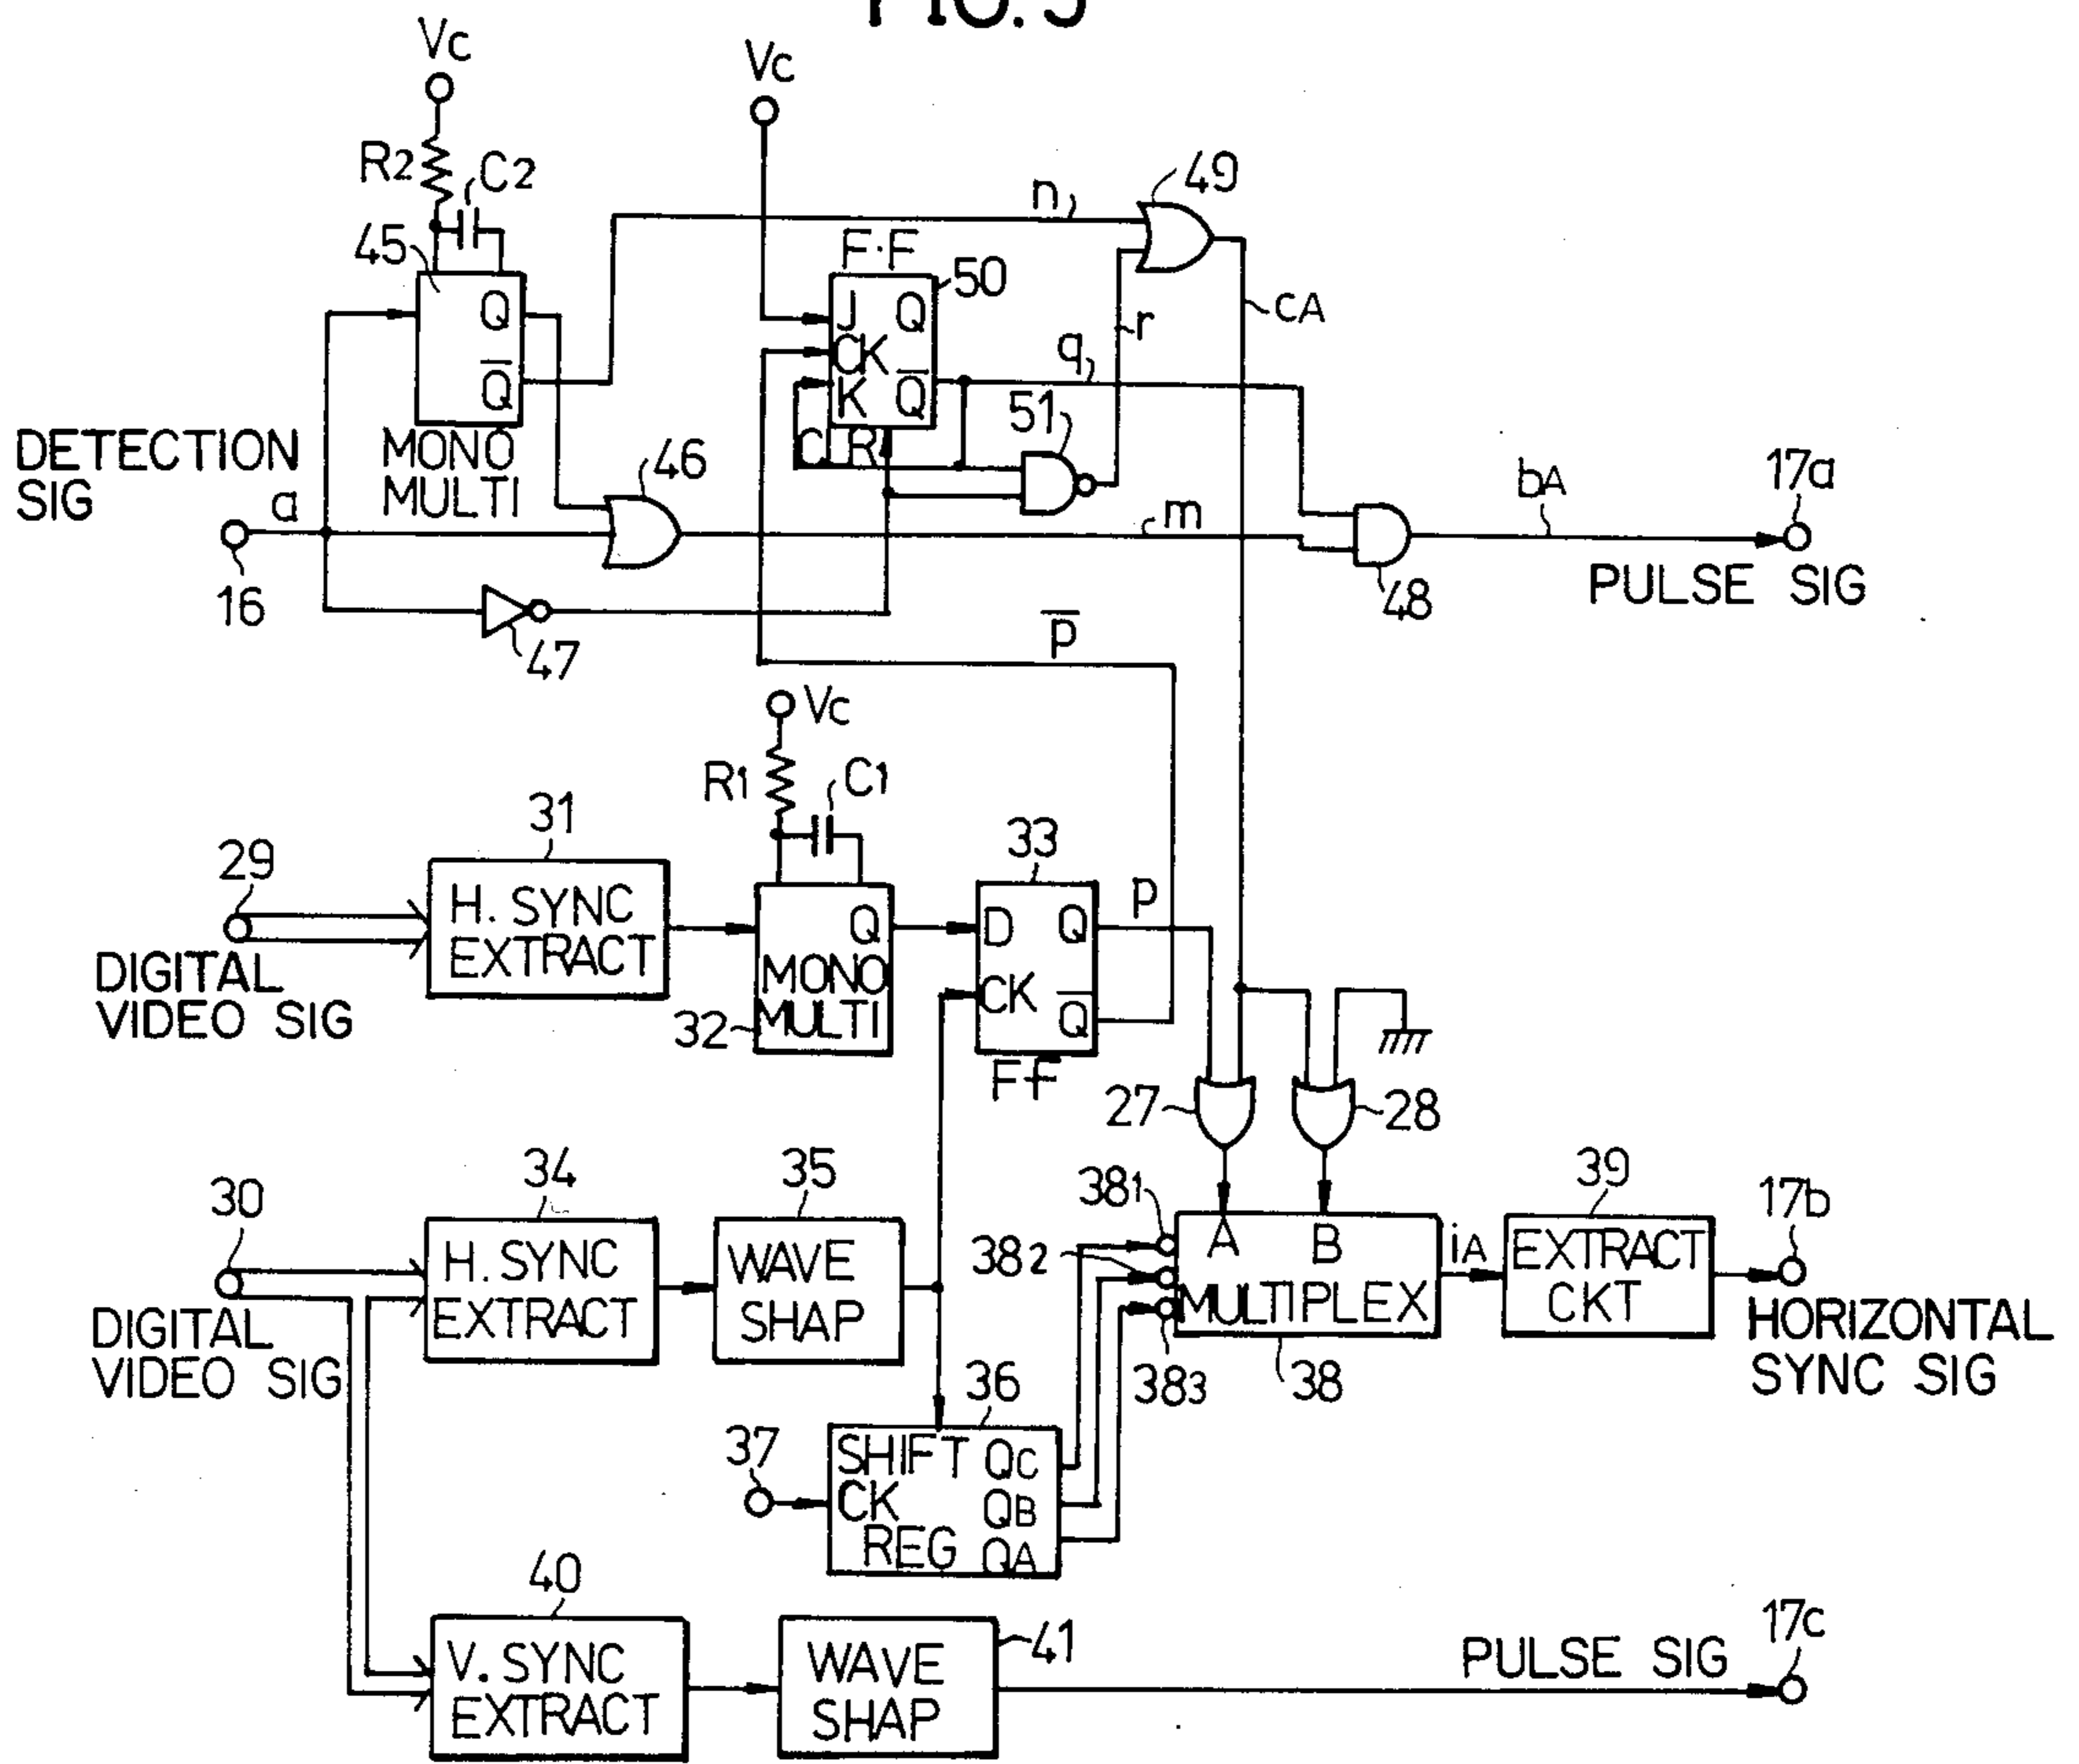 FIG. 5
Vc
Vc
R2
C2
45
Q
Q
MONO
MULTI
DETECTION
SIG
a
16
46
47
n
49
F·F
50
J Q
CK
K Q
CLR
51
r
q
CA
m
48
bA
17a
PULSE SIG
p
Vc
R1
C1
31
29
H. SYNC
EXTRACT
DIGITAL
VIDEO SIG
Q
MONO
MULTI
32
33
D Q
CK
Q
FF
p
27
28
34
35
30
H. SYNC
EXTRACT
WAVE
SHAP
DIGITAL
VIDEO SIG
381
382
383
A B
MULTIPLEX
38
iA
39
EXTRACT
CKT
17b
HORIZONTAL
SYNC SIG
36
37
SHIFT QC
CK QB
REG QA
40
V. SYNC
EXTRACT
41
WAVE
SHAP
PULSE SIG
17c